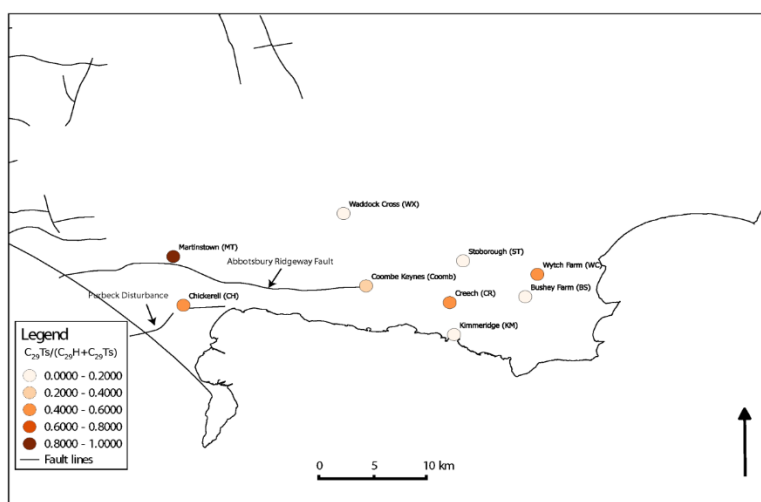 Waddock Cross (WX)
Martinstown (MT)
Abbotsbury Ridgeway Fault
Stoborough (ST)
Wytch Farm (WC)
Coombe Keynes (Coomb)
Bushey Farm (BS)
Creech (CR)
Purbeck Disturbance
Chickerell (CH)
Kimmeridge (KM)
Legend
C₂₉Ts/(C₂₉H+C₂₉Ts)
0.0000 - 0.2000
0.2000 - 0.4000
0.4000 - 0.6000
0.6000 - 0.8000
0.8000 - 1.0000
Fault lines
0 5 10 km